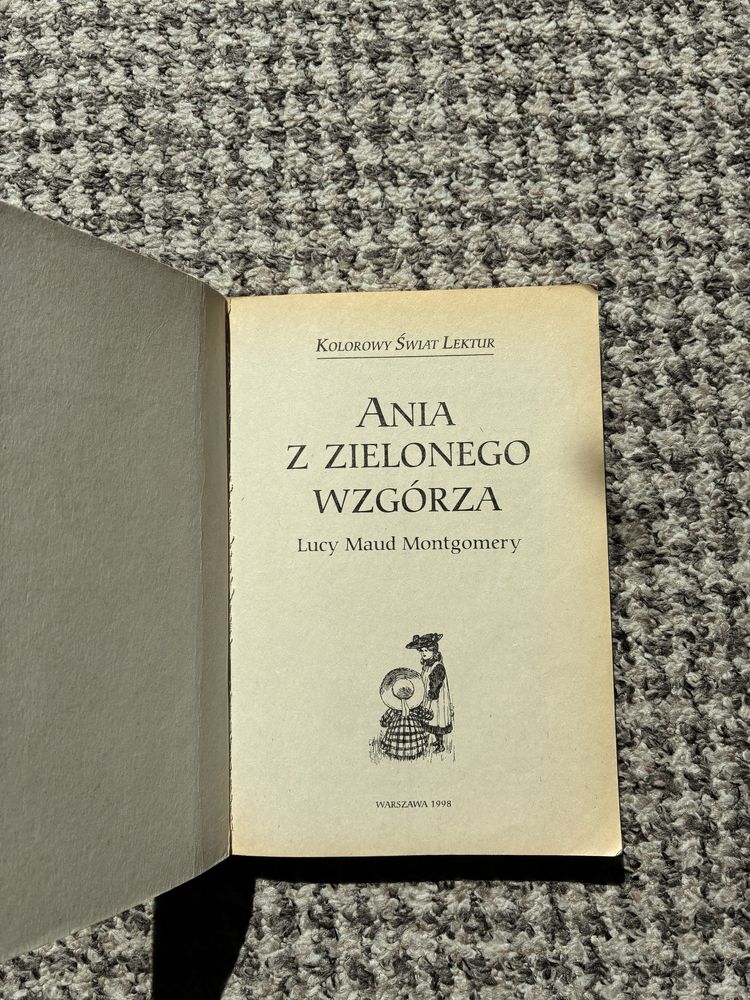 Kolorowy Świat Lektur
Ania
z zielonego
wzgórza
Lucy Maud Montgomery
WARSZAWA 1998